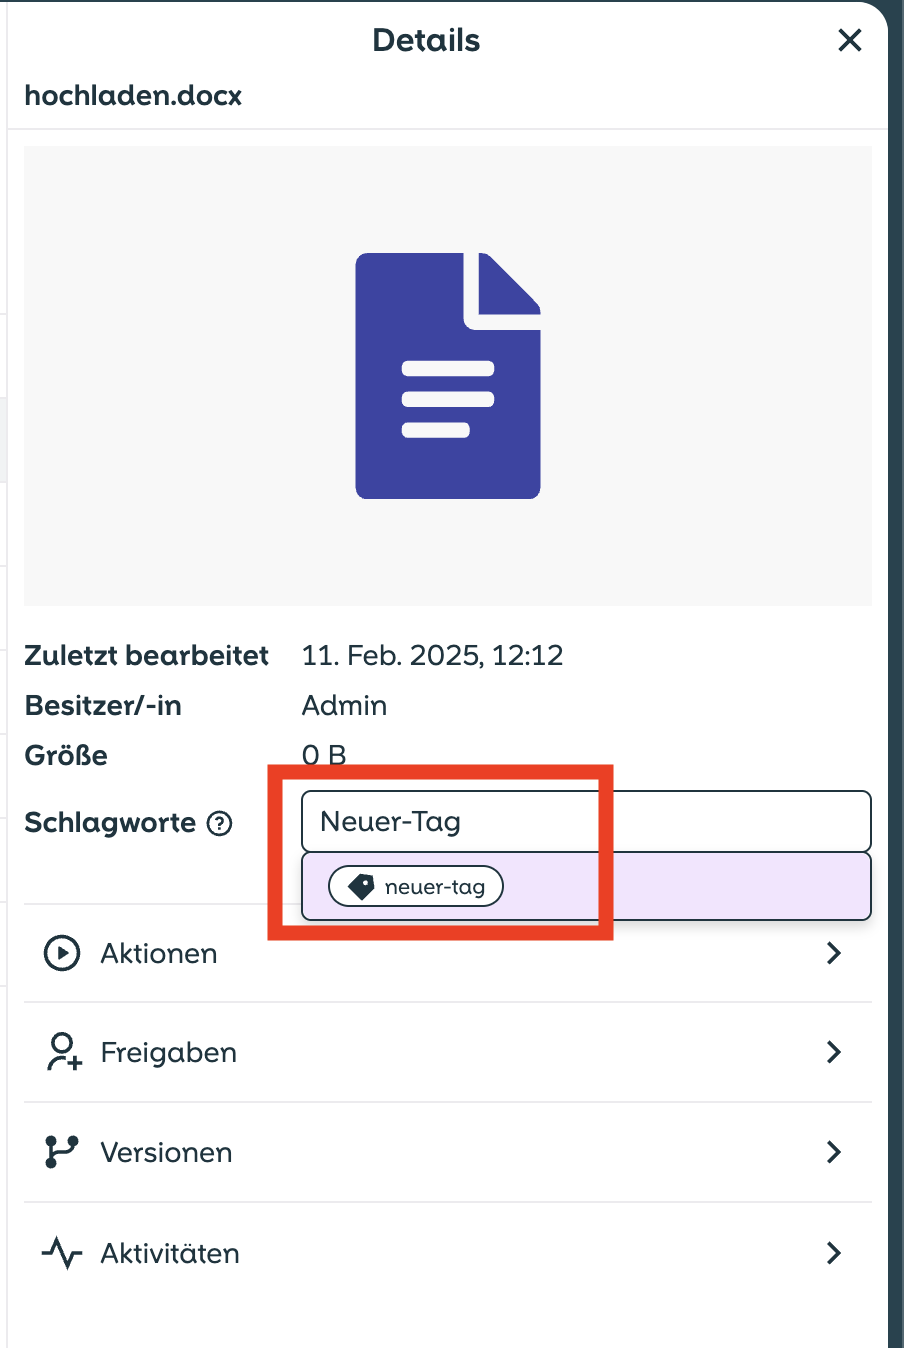 Details
hochladen.docx
Zuletzt bearbeitet 11. Feb. 2025, 12:12
Besitzer/-in Admin
Größe 0 B
Schlagworte ? Neuer-Tag
neuer-tag
Aktionen
Freigaben
Versionen
Aktivitäten